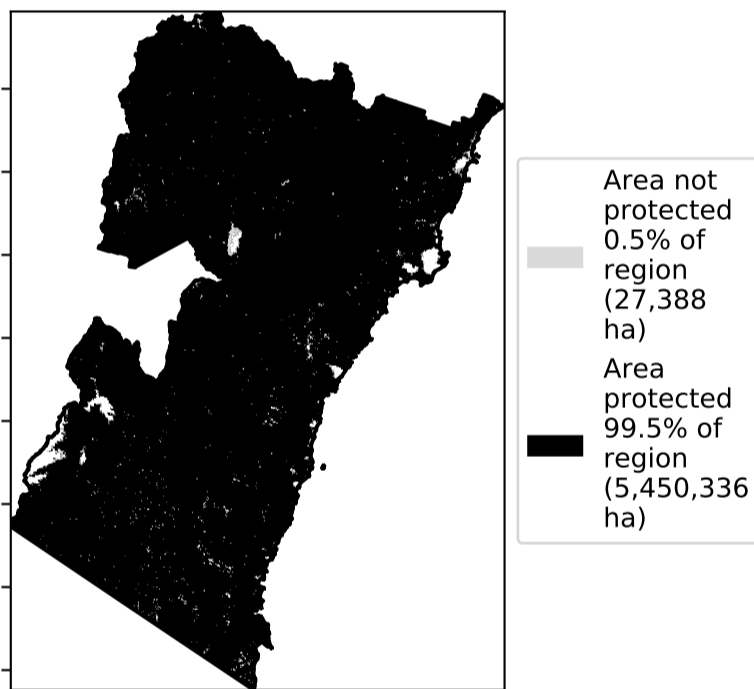 Area not
protected
0.5% of
region
(27,388
ha)
Area
protected
99.5% of
region
(5,450,336
ha)